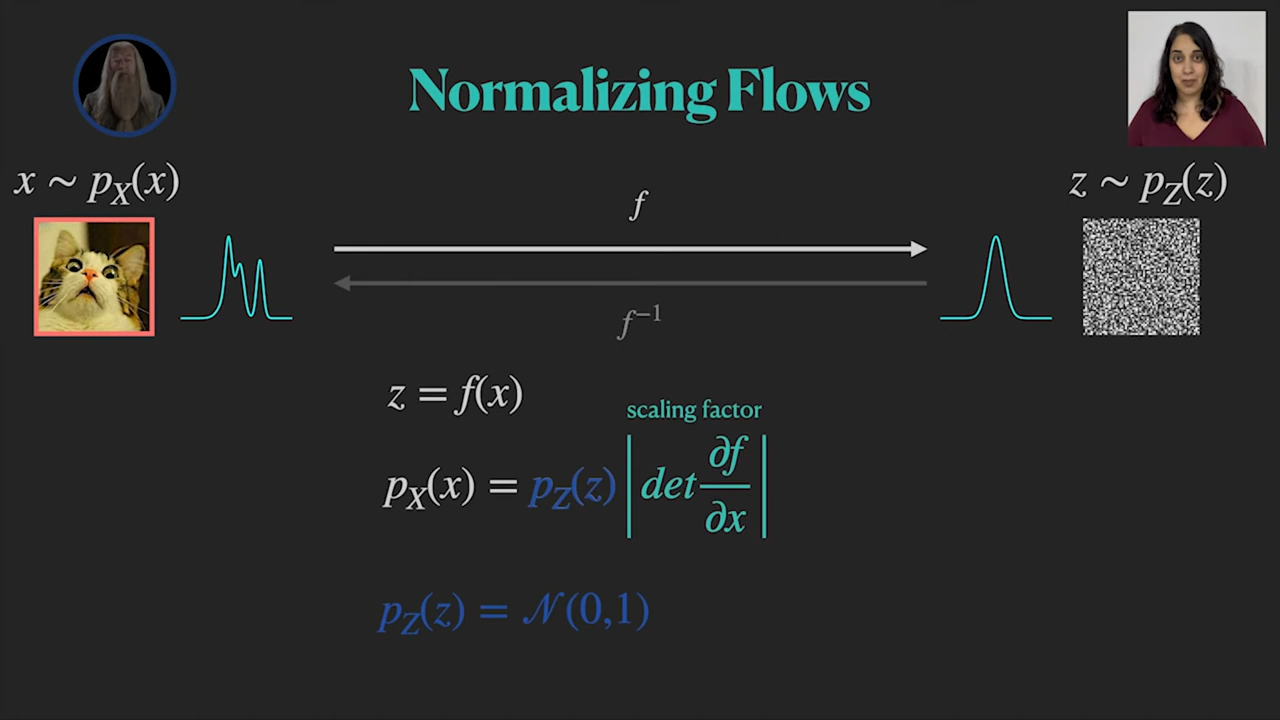 Normalizing Flows
x ~ p_X(x)
z ~ p_Z(z)
f
f⁻¹
z = f(x)
scaling factor
p_X(x) = p_Z(z) |det ∂f/∂x|
p_Z(z) = 𝒩(0,1)